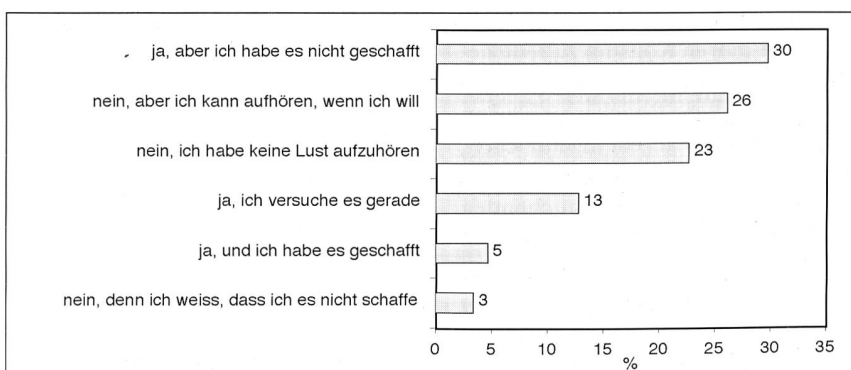 ja, aber ich habe es nicht geschafft 30
nein, aber ich kann aufhören, wenn ich will 26
nein, ich habe keine Lust aufzuhören 23
ja, ich versuche es gerade 13
ja, und ich habe es geschafft 5
nein, denn ich weiss, dass ich es nicht schaffe 3
0 5 10 15 20 25 30 35
%